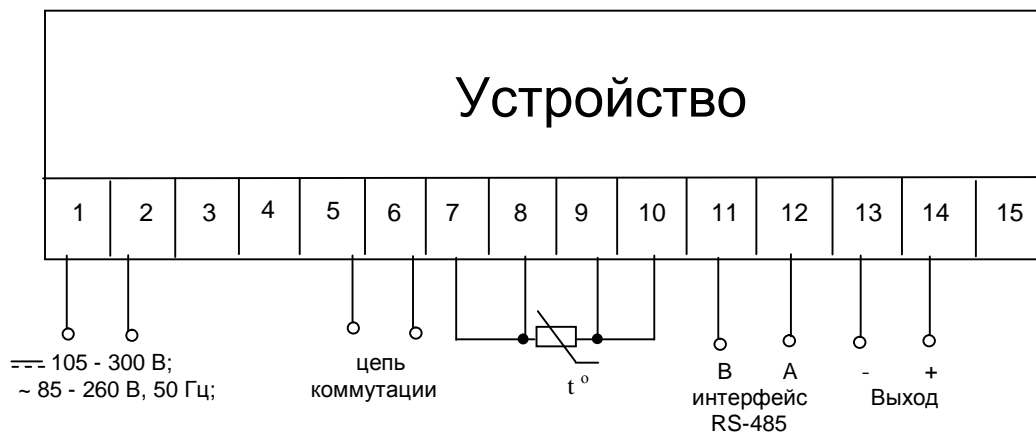 Устройство
1 2 3 4 5 6 7 8 9 10 11 12 13 14 15
105 - 300 В;
~ 85 - 260 В, 50 Гц;
цепь
коммутации
t °
В А
интерфейс
RS-485
- +
Выход